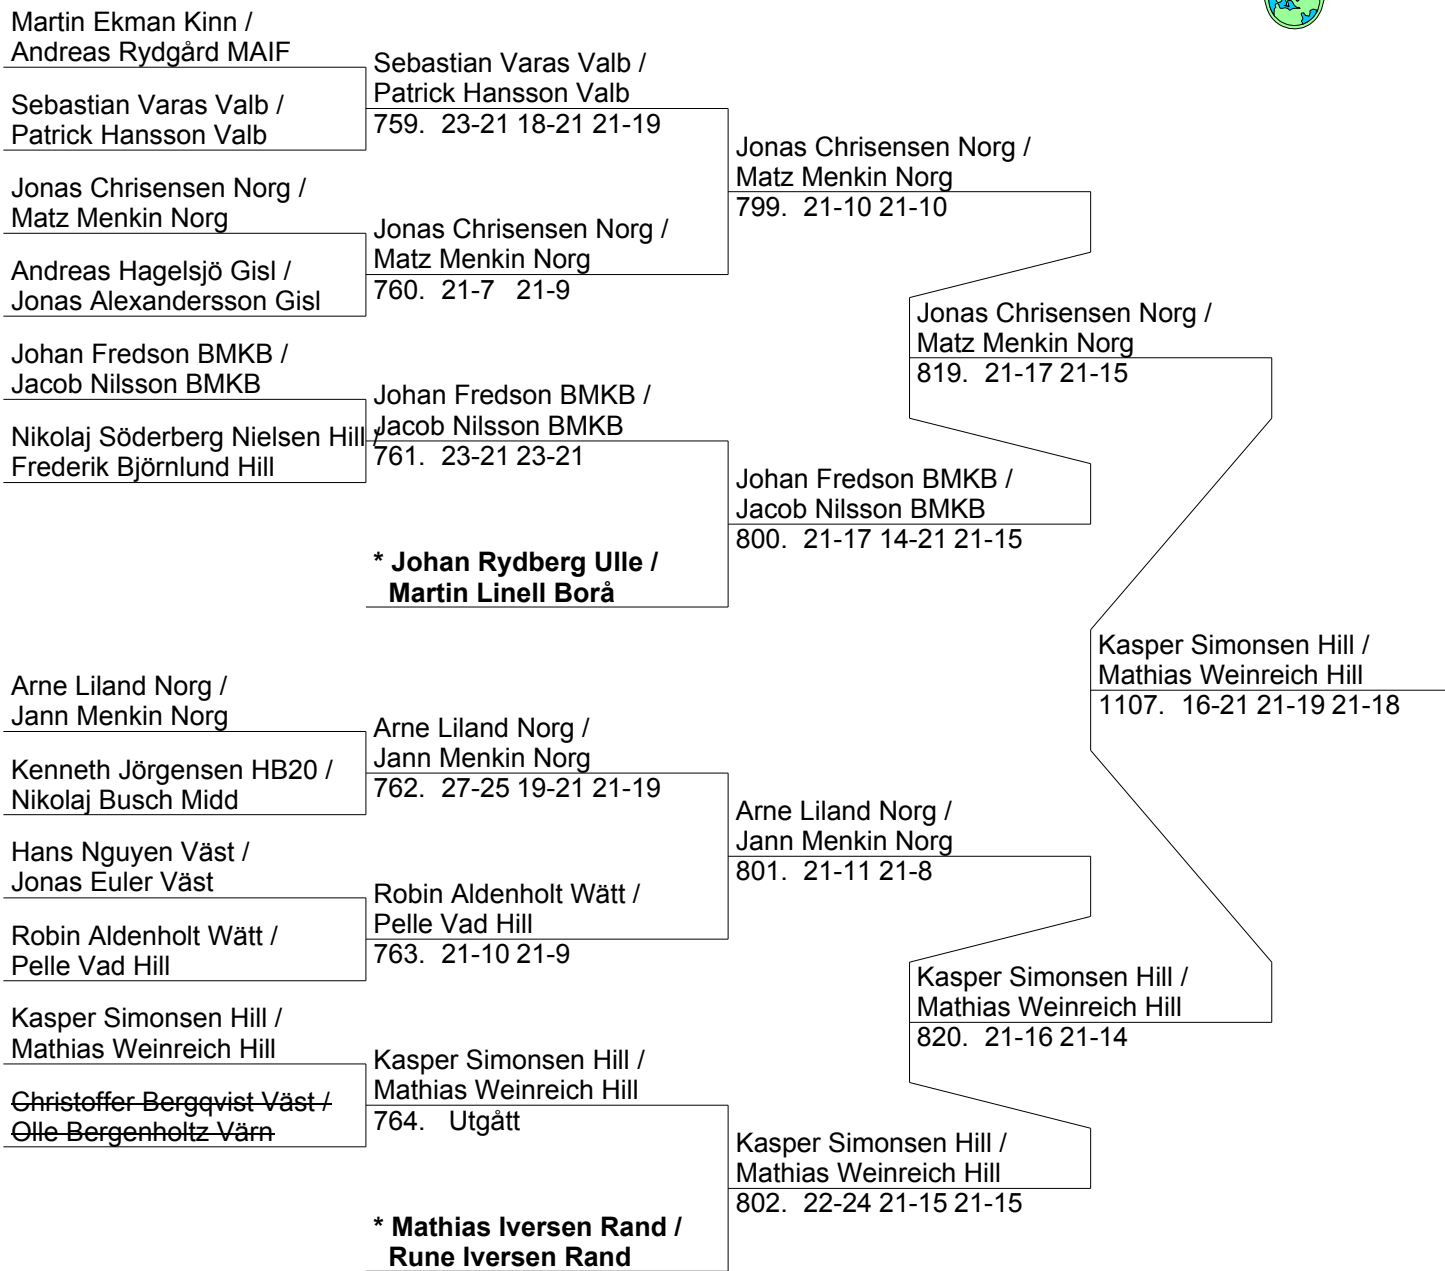 Martin Ekman Kinn /
Andreas Rydgård MAIF
Sebastian Varas Valb /
Patrick Hansson Valb
Jonas Chrisensen Norg /
Matz Menkin Norg
Andreas Hagelsjö Gisl /
Jonas Alexandersson Gisl
Johan Fredson BMKB /
Jacob Nilsson BMKB
Nikolaj Söderberg Nielsen Hill /
Frederik Björnlund Hill
Arne Liland Norg /
Jann Menkin Norg
Kenneth Jörgensen HB20 /
Nikolaj Busch Midd
Hans Nguyen Väst /
Jonas Euler Väst
Robin Aldenholt Wätt /
Pelle Vad Hill
Kasper Simonsen Hill /
Mathias Weinreich Hill
Christoffer Bergqvist Väst /
Olle Bergenholtz Värn
Sebastian Varas Valb /
Patrick Hansson Valb
759. 23-21 18-21 21-19
Jonas Chrisensen Norg /
Matz Menkin Norg
760. 21-7 21-9
Johan Fredson BMKB /
Jacob Nilsson BMKB
761. 23-21 23-21
* Johan Rydberg Ulle /
Martin Linell Borå
Arne Liland Norg /
Jann Menkin Norg
762. 27-25 19-21 21-19
Robin Aldenholt Wätt /
Pelle Vad Hill
763. 21-10 21-9
Kasper Simonsen Hill /
Mathias Weinreich Hill
764. Utgått
* Mathias Iversen Rand /
Rune Iversen Rand
Jonas Chrisensen Norg /
Matz Menkin Norg
799. 21-10 21-10
Johan Fredson BMKB /
Jacob Nilsson BMKB
800. 21-17 14-21 21-15
Arne Liland Norg /
Jann Menkin Norg
801. 21-11 21-8
Kasper Simonsen Hill /
Mathias Weinreich Hill
802. 22-24 21-15 21-15
Jonas Chrisensen Norg /
Matz Menkin Norg
819. 21-17 21-15
Kasper Simonsen Hill /
Mathias Weinreich Hill
820. 21-16 21-14
Kasper Simonsen Hill /
Mathias Weinreich Hill
1107. 16-21 21-19 21-18